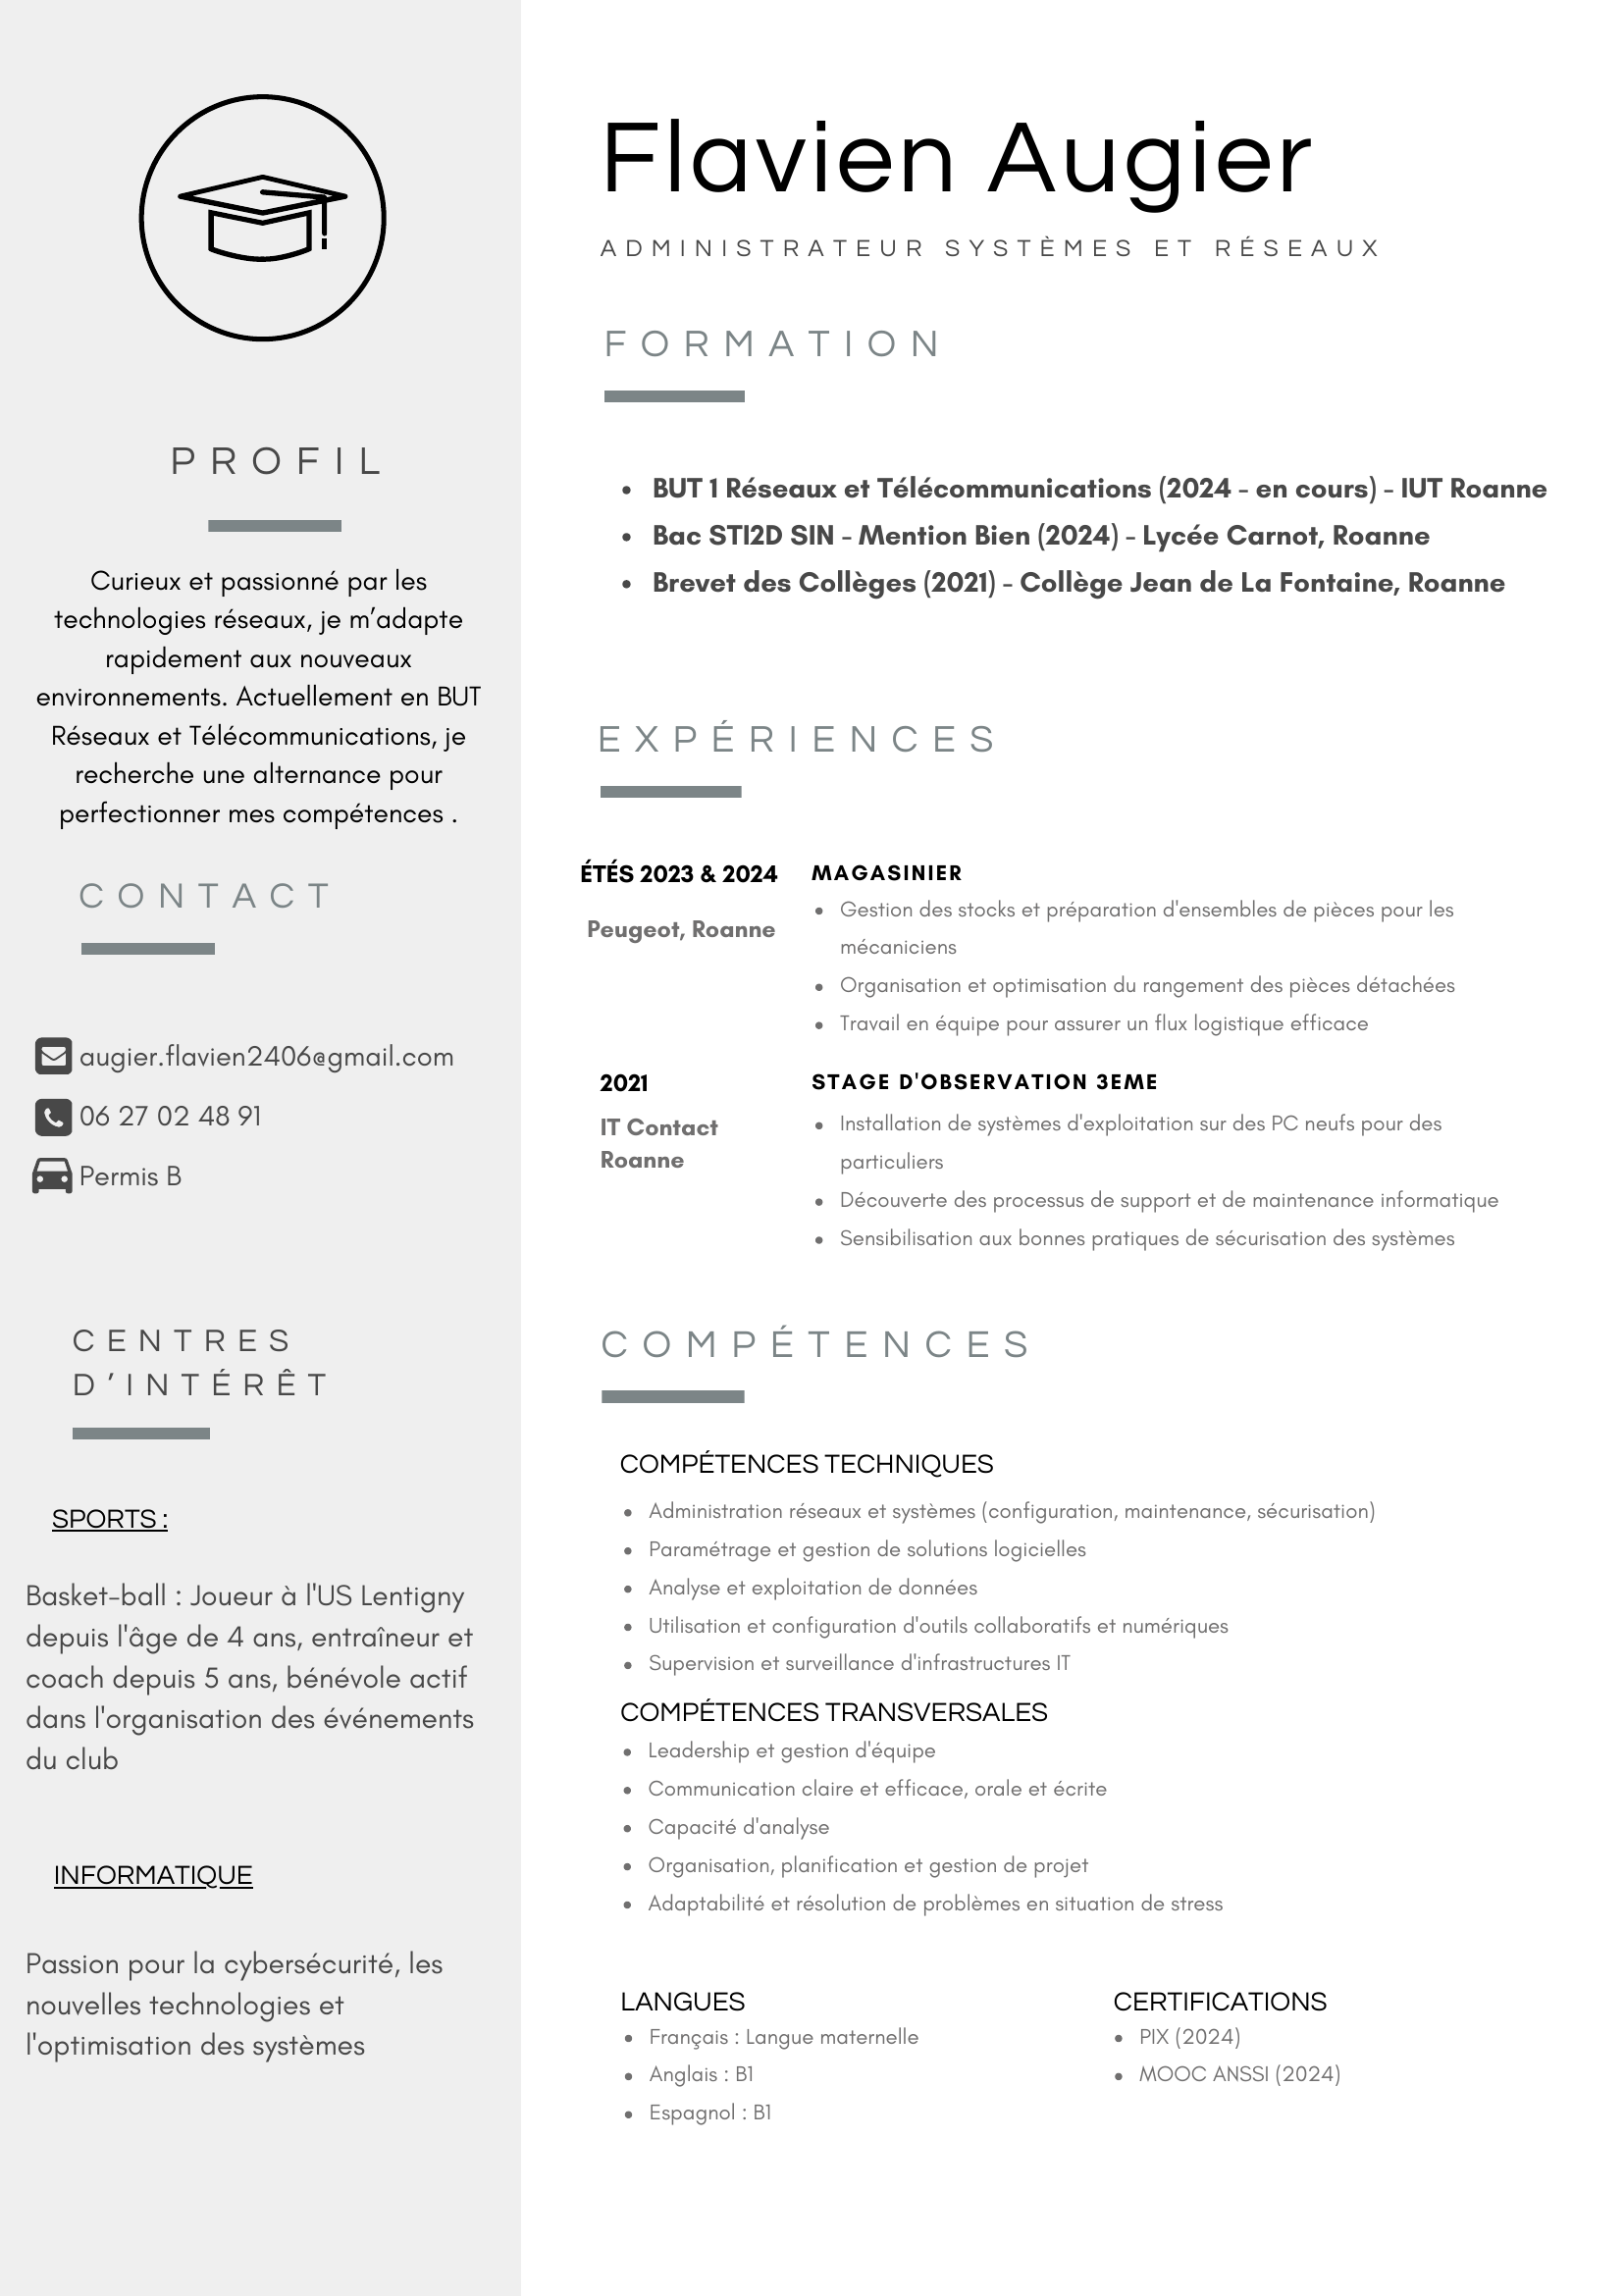 PROFIL
Curieux et passionné par les
technologies réseaux, je m’adapte
rapidement aux nouveaux
environnements. Actuellement en BUT
Réseaux et Télécommunications, je
recherche une alternance pour
perfectionner mes compétences .
CONTACT
augier.flavien2406@gmail.com
06 27 02 48 91
Permis B
CENTRES
D’INTÉRÊT
SPORTS :
Basket-ball : Joueur à l'US Lentigny
depuis l'âge de 4 ans, entraîneur et
coach depuis 5 ans, bénévole actif
dans l'organisation des événements
du club
INFORMATIQUE
Passion pour la cybersécurité, les
nouvelles technologies et
l'optimisation des systèmes
Flavien Augier
ADMINISTRATEUR SYSTÈMES ET RÉSEAUX
FORMATION
• BUT 1 Réseaux et Télécommunications (2024 - en cours) - IUT Roanne
• Bac STI2D SIN - Mention Bien (2024) - Lycée Carnot, Roanne
• Brevet des Collèges (2021) - Collège Jean de La Fontaine, Roanne
EXPÉRIENCES
ÉTÉS 2023 & 2024
Peugeot, Roanne
MAGASINIER
• Gestion des stocks et préparation d'ensembles de pièces pour les
mécaniciens
• Organisation et optimisation du rangement des pièces détachées
• Travail en équipe pour assurer un flux logistique efficace
2021
IT Contact
Roanne
STAGE D'OBSERVATION 3EME
• Installation de systèmes d'exploitation sur des PC neufs pour des
particuliers
• Découverte des processus de support et de maintenance informatique
• Sensibilisation aux bonnes pratiques de sécurisation des systèmes
COMPÉTENCES
COMPÉTENCES TECHNIQUES
• Administration réseaux et systèmes (configuration, maintenance, sécurisation)
• Paramétrage et gestion de solutions logicielles
• Analyse et exploitation de données
• Utilisation et configuration d'outils collaboratifs et numériques
• Supervision et surveillance d'infrastructures IT
COMPÉTENCES TRANSVERSALES
• Leadership et gestion d'équipe
• Communication claire et efficace, orale et écrite
• Capacité d'analyse
• Organisation, planification et gestion de projet
• Adaptabilité et résolution de problèmes en situation de stress
LANGUES
• Français : Langue maternelle
• Anglais : B1
• Espagnol : B1
CERTIFICATIONS
• PIX (2024)
• MOOC ANSSI (2024)